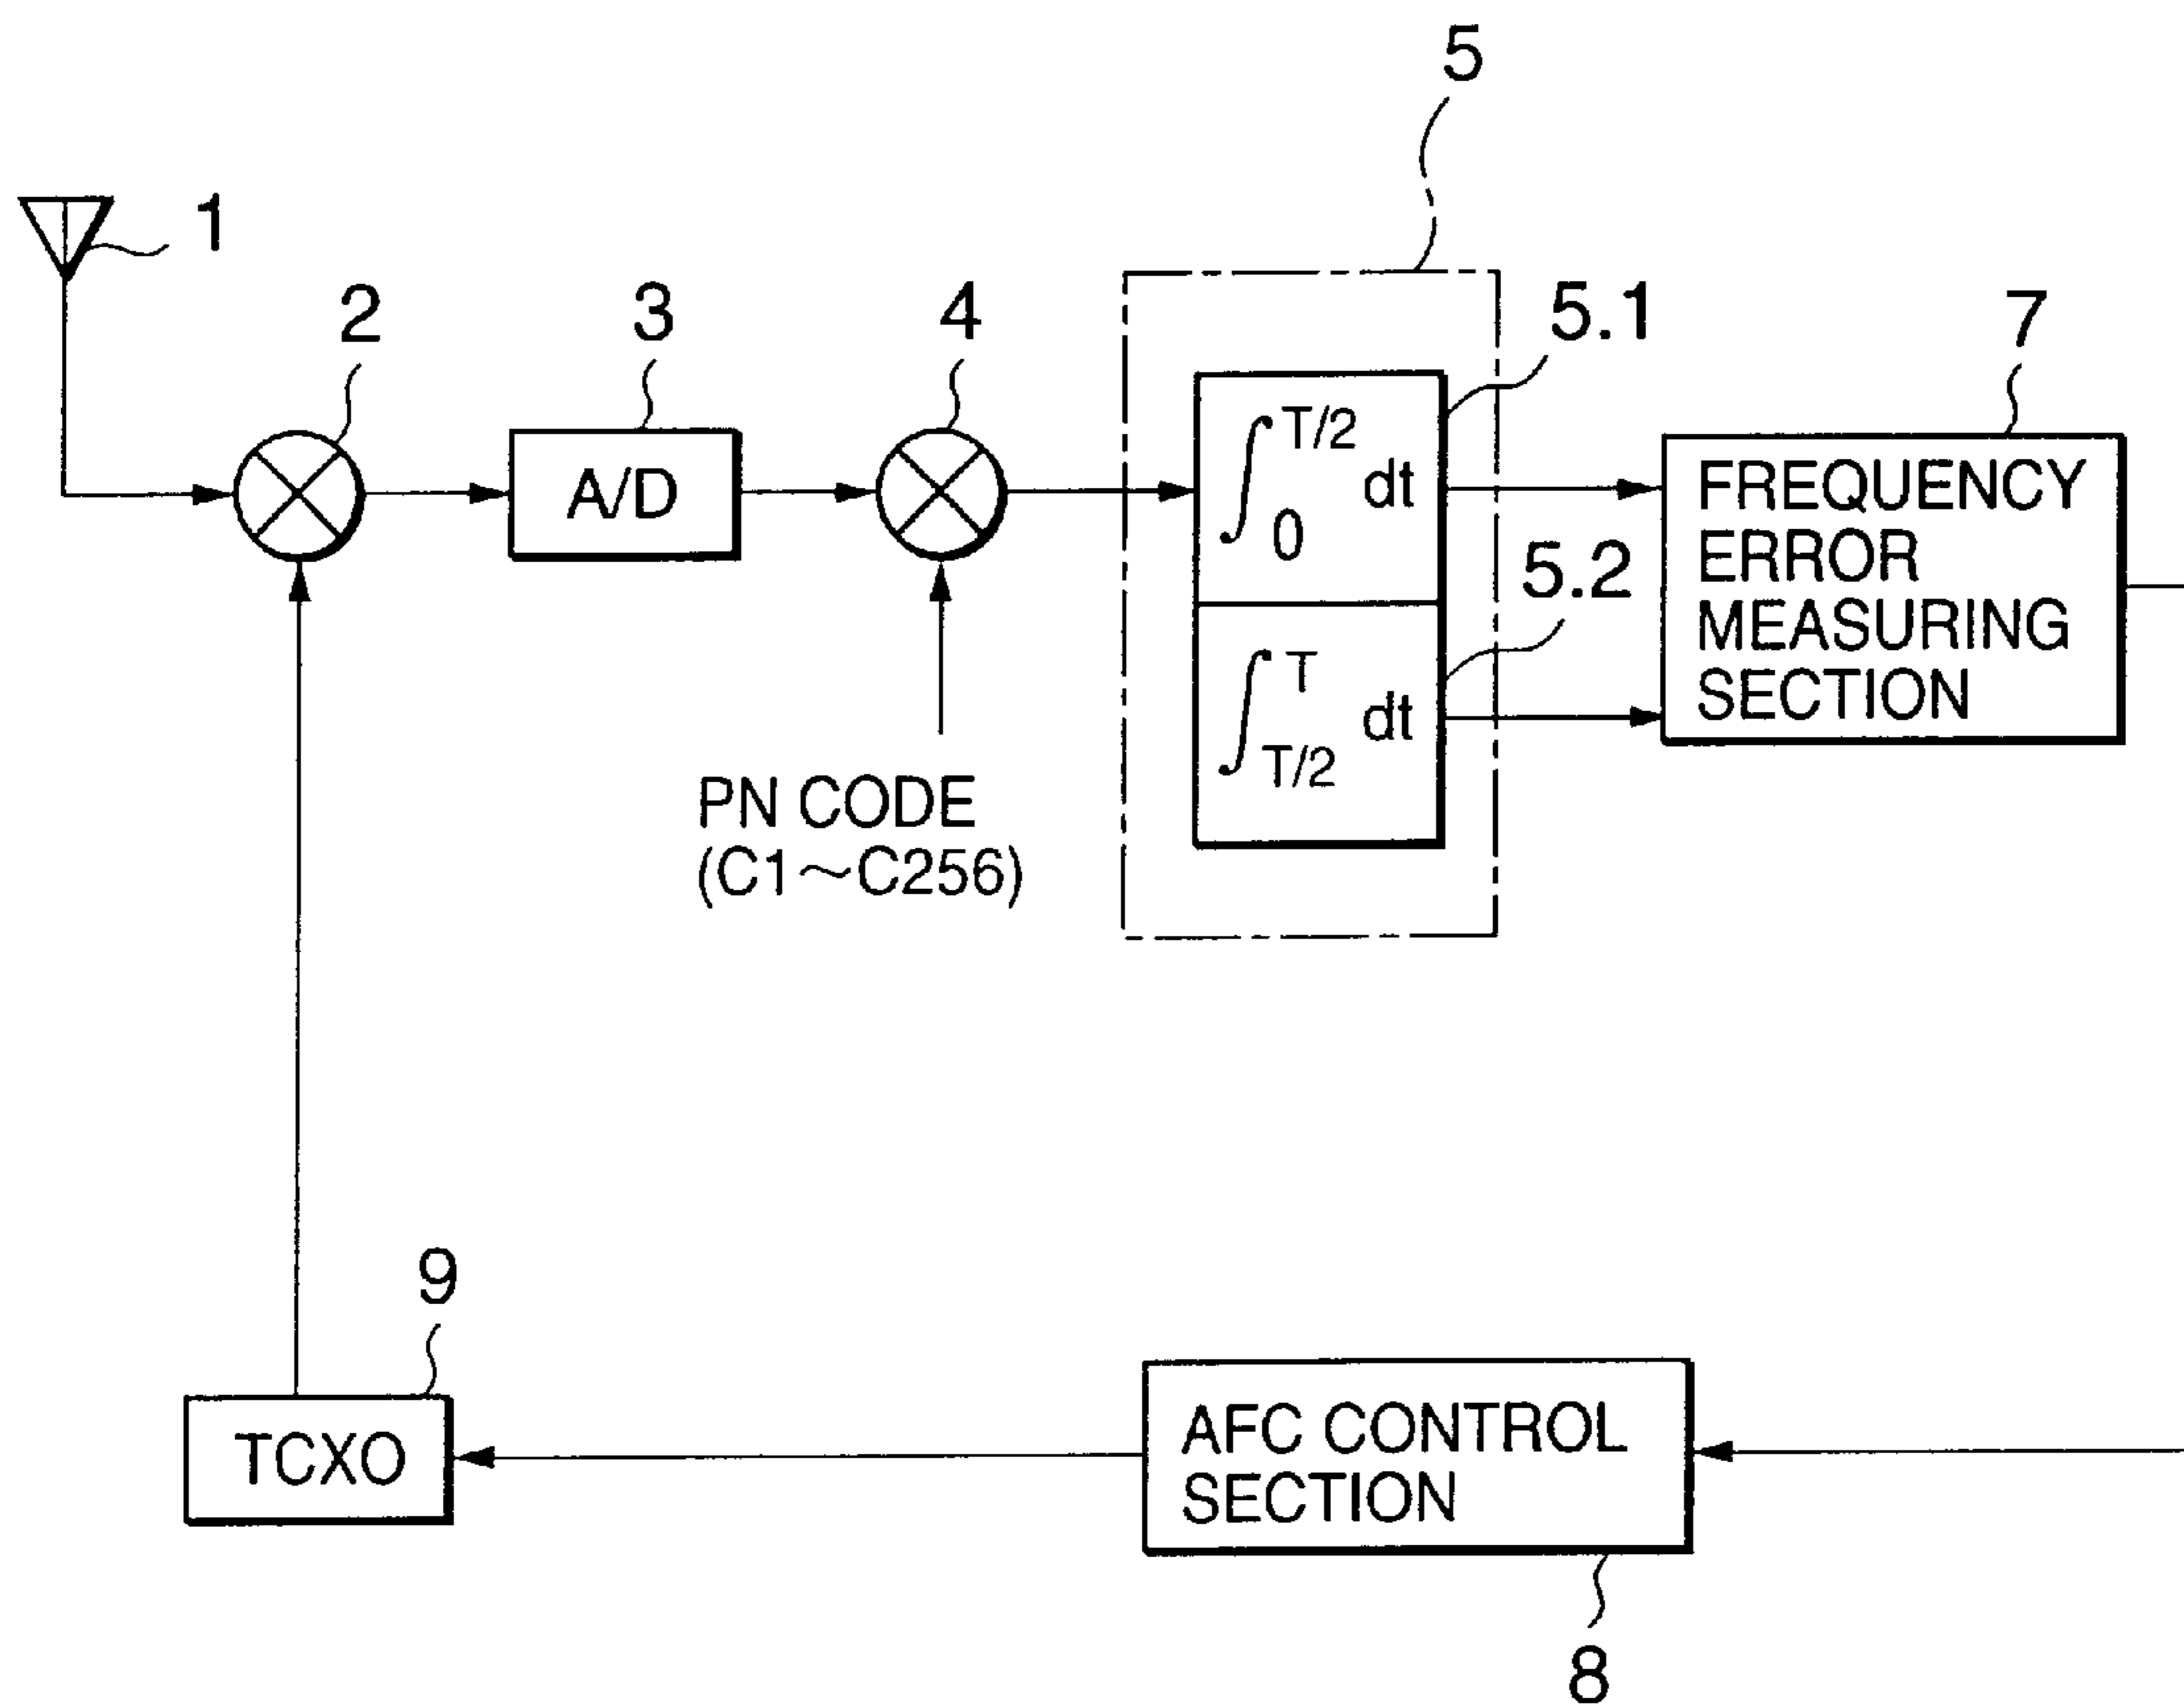 5
1
2
3
4
5.1
7
A/D
∫ T/2 0 dt
FREQUENCY
ERROR
MEASURING
SECTION
5.2
∫ T T/2 dt
PN CODE
(C1～C256)
9
TCXO
AFC CONTROL
SECTION
8